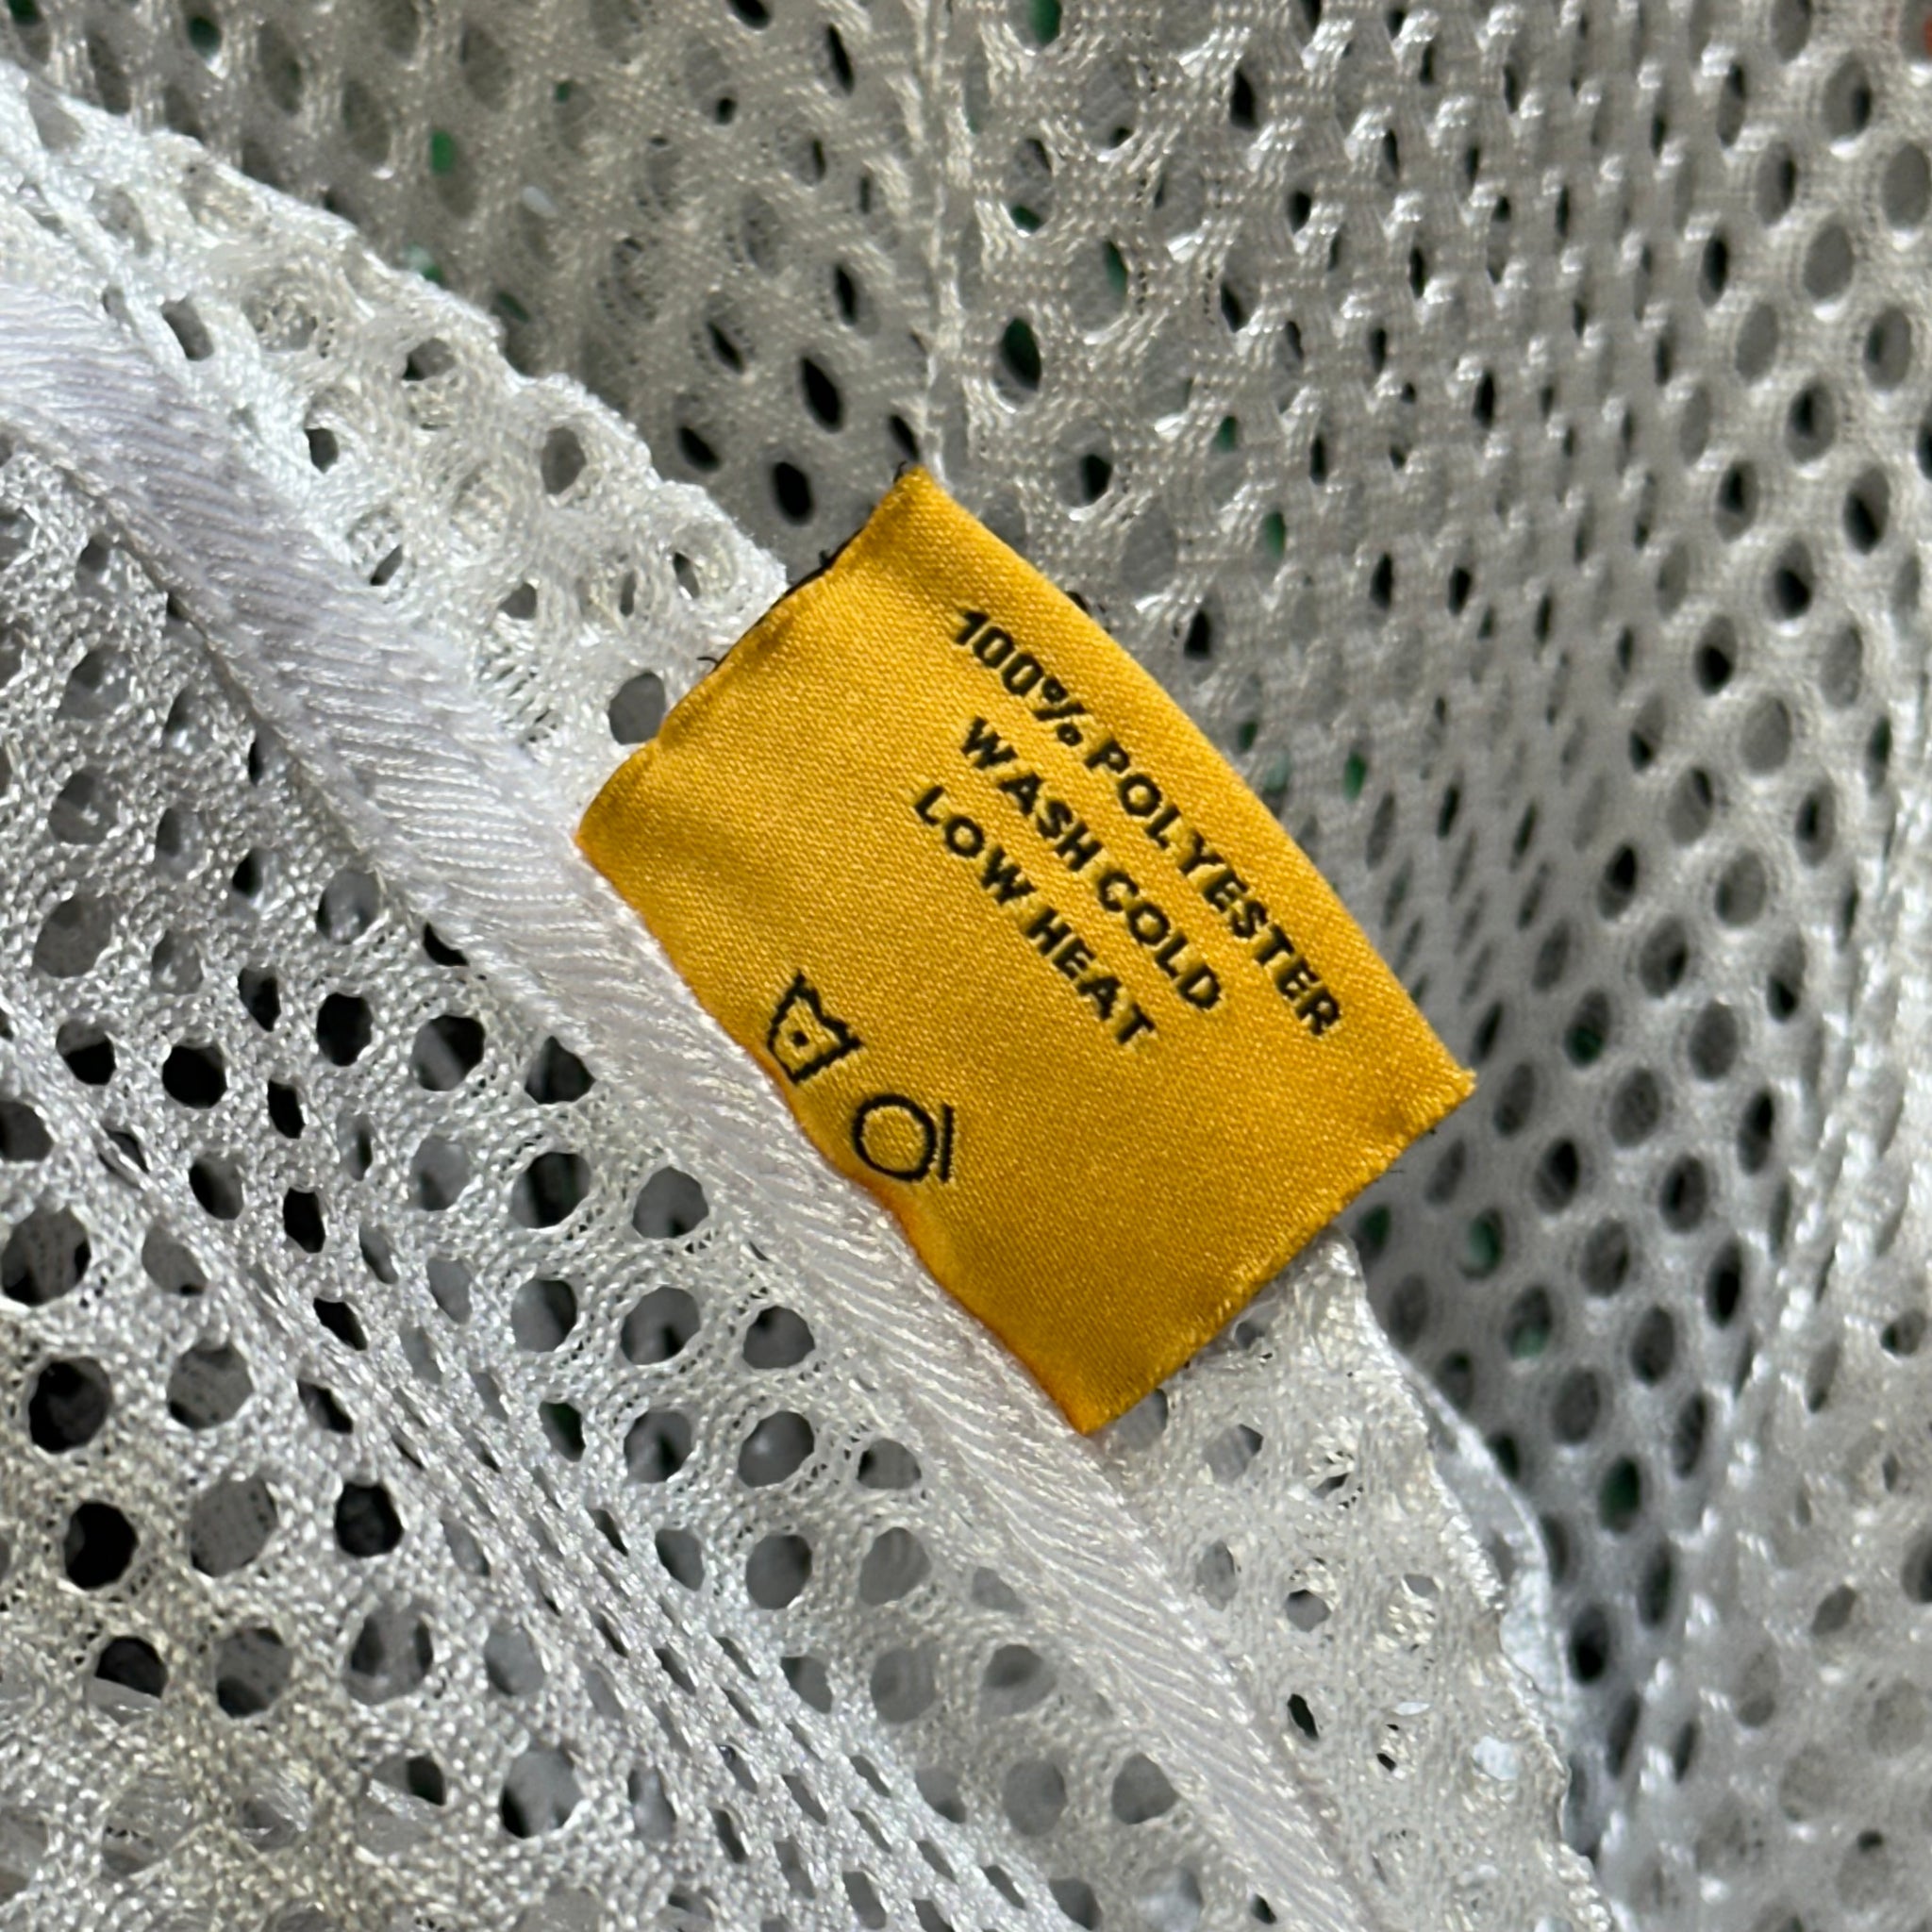 100% POLYESTER
WASH COLD
LOW HEAT